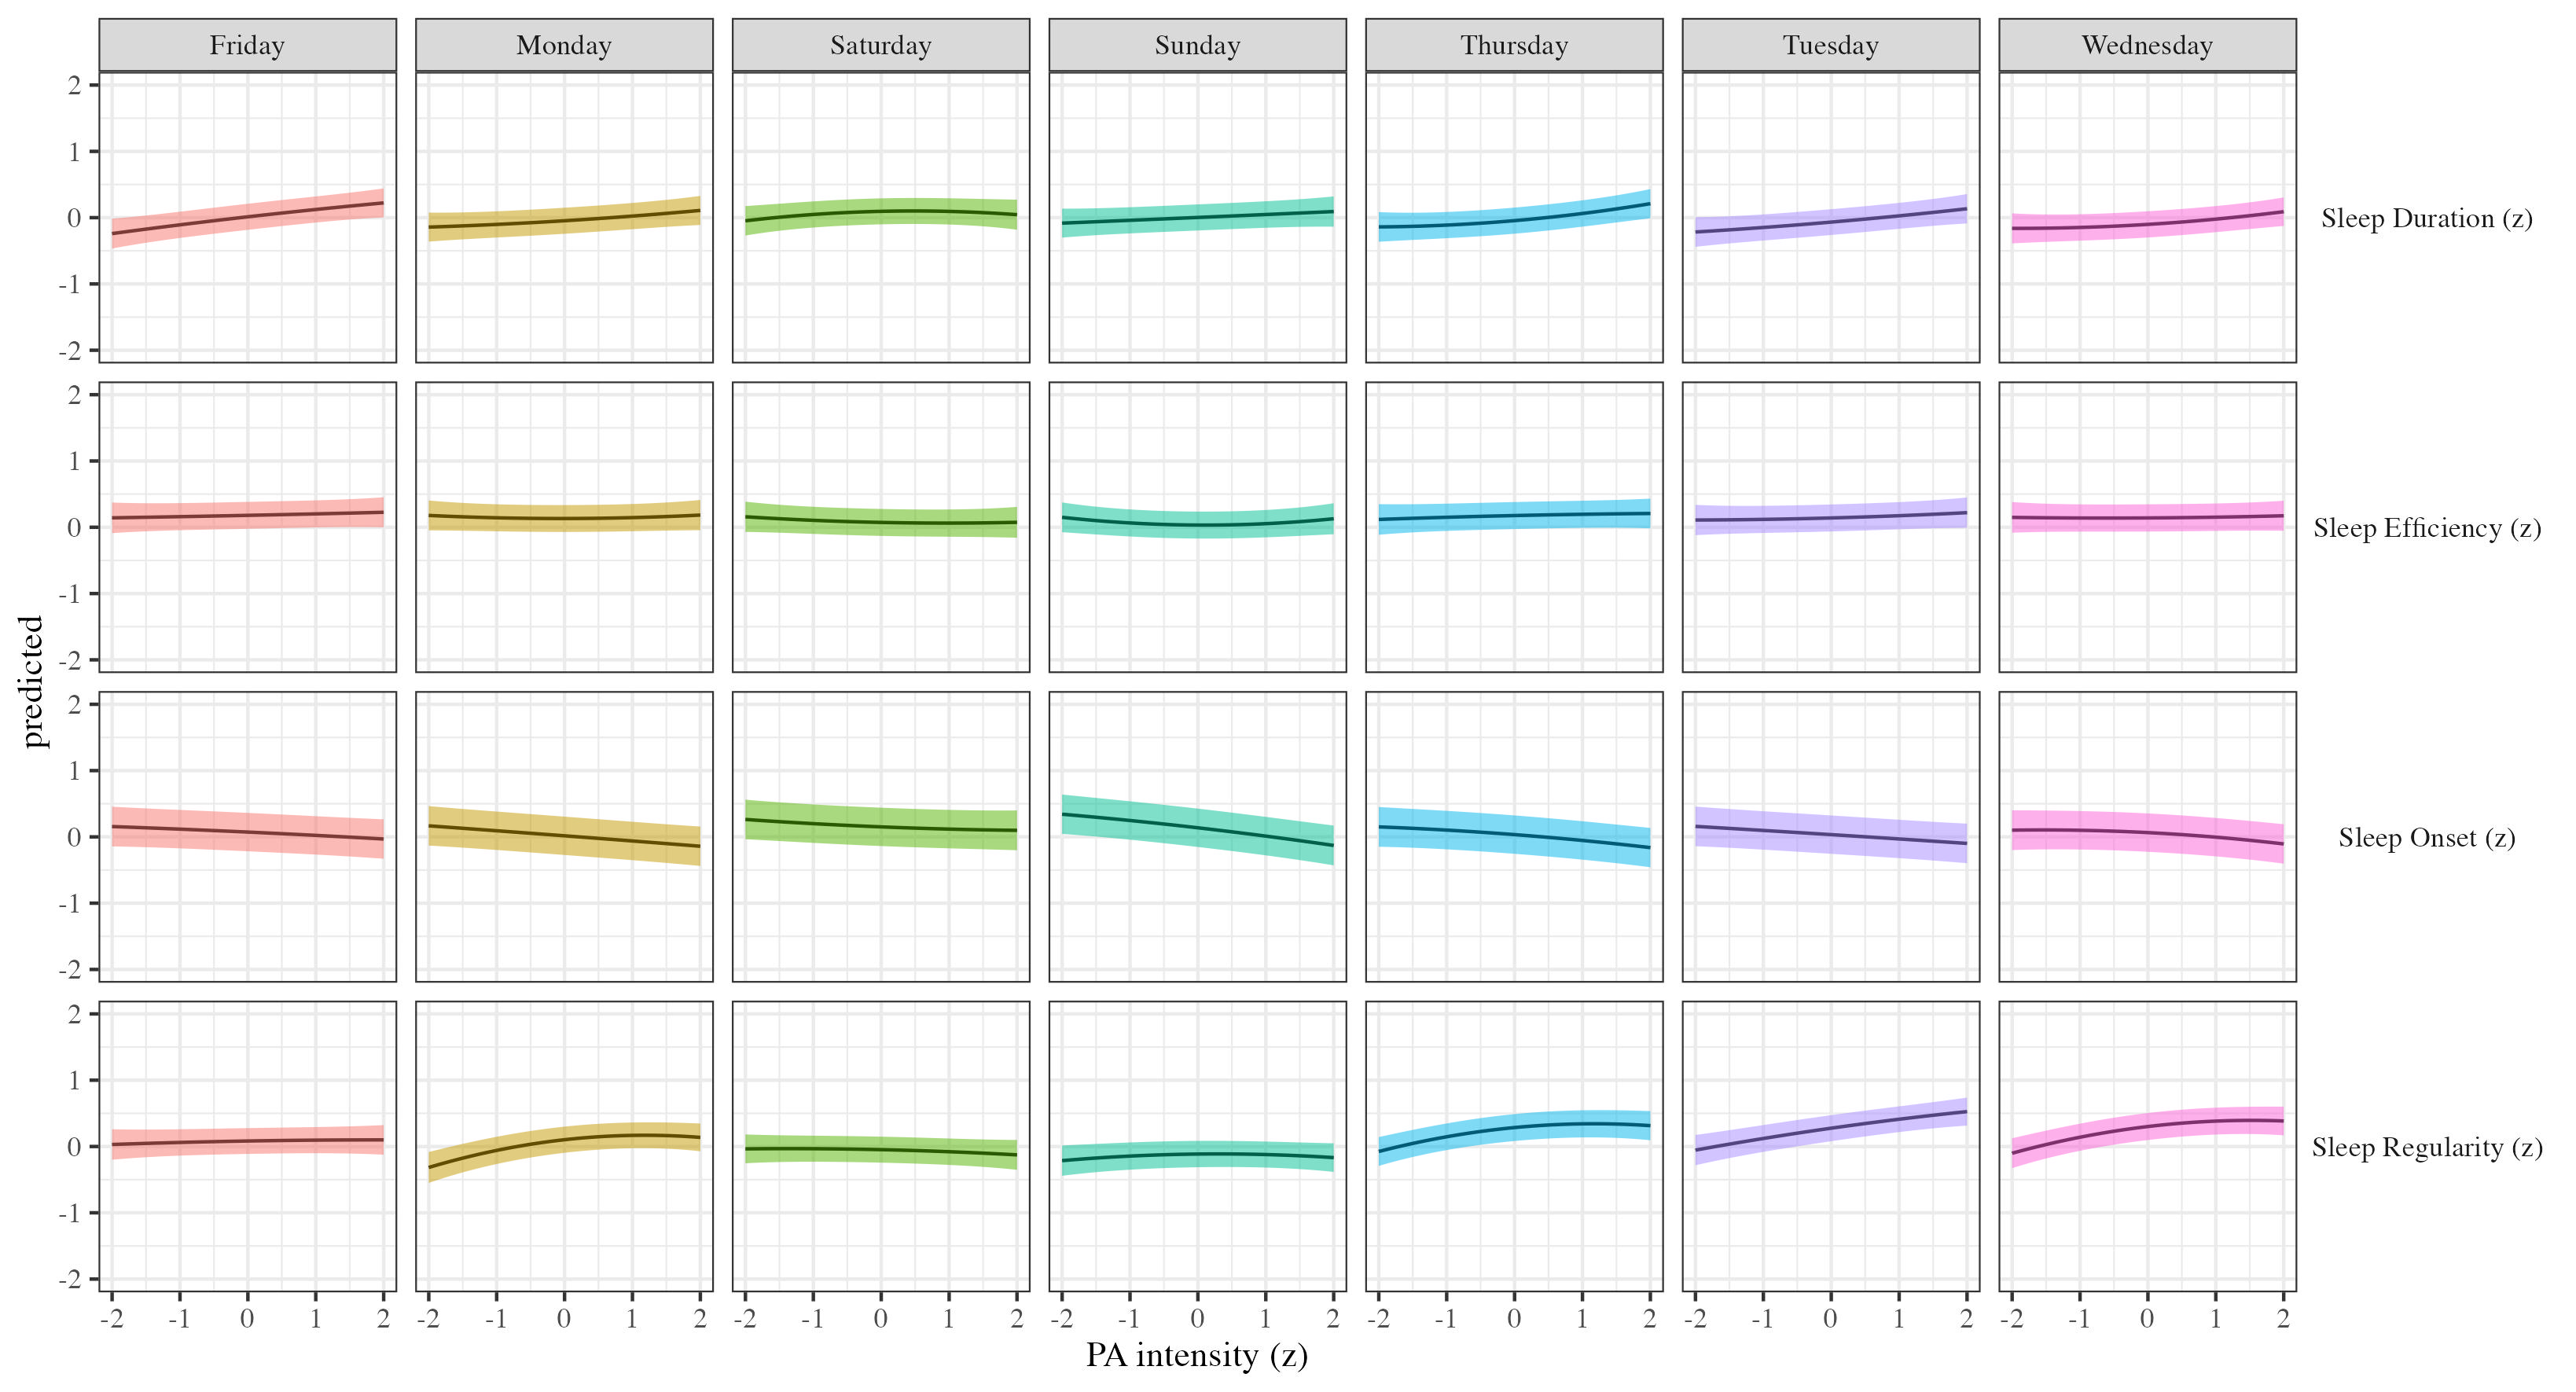 Friday Monday Saturday Sunday Thursday Tuesday Wednesday
2
1
0
-1
-2
Sleep Duration (z)
2
1
0
-1
-2
Sleep Efficiency (z)
predicted
2
1
0
-1
-2
Sleep Onset (z)
2
1
0
-1
-2
Sleep Regularity (z)
-2 -1 0 1 2 -2 -1 0 1 2 -2 -1 0 1 2 -2 -1 0 1 2 -2 -1 0 1 2 -2 -1 0 1 2 -2 -1 0 1 2
PA intensity (z)